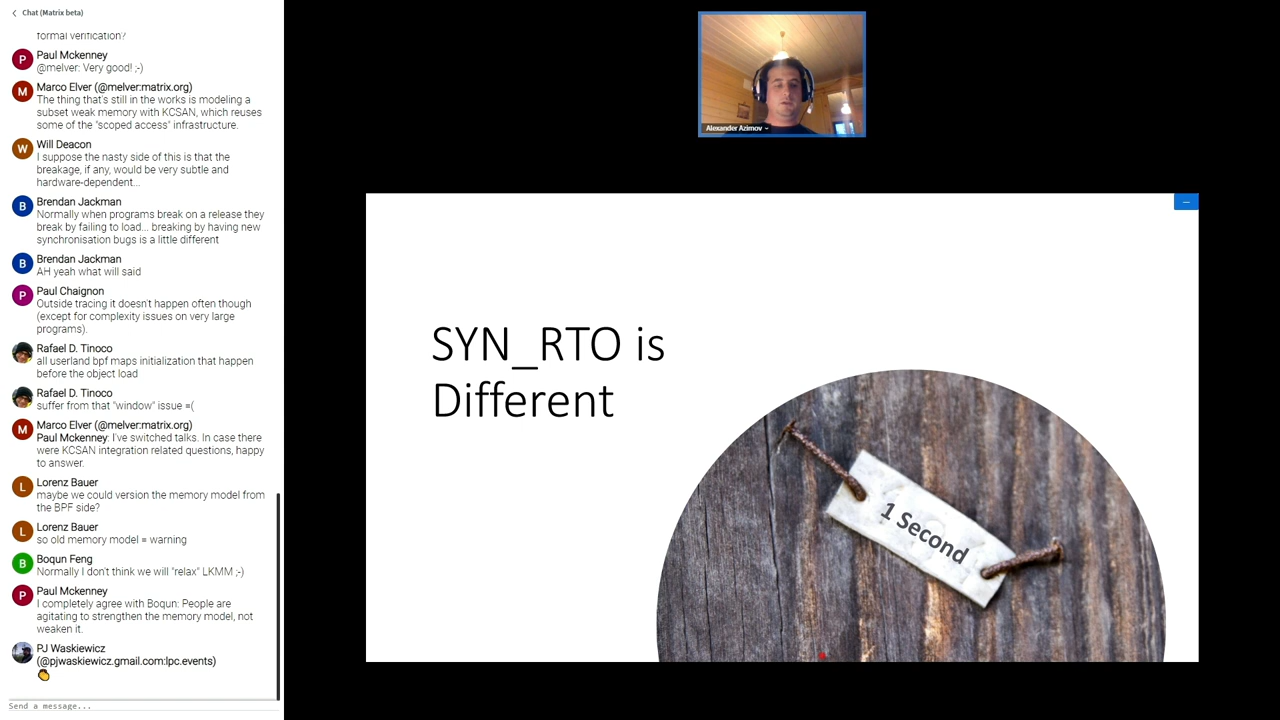 Chat (Matrix beta)
formal verification?
Paul Mckenney
@melver: Very good! ;-)
Marco Elver (@melver:matrix.org)
The thing that's still in the works is modeling a
subset weak memory with KCSAN, which reuses
some of the "scoped access" infrastructure.
Will Deacon
I suppose the nasty side of this is that the
breakage, if any, would be very subtle and
hardware-dependent...
Brendan Jackman
Normally when programs break on a release they
break by failing to load... breaking by having new
synchronisation bugs is a little different
Brendan Jackman
AH yeah what will said
Paul Chaignon
Outside tracing it doesn't happen often though
(except for complexity issues on very large
programs).
Rafael D. Tinoco
all userland bpf maps initialization that happen
before the object load
Rafael D. Tinoco
suffer from that "window" issue =(
Marco Elver (@melver:matrix.org)
Paul Mckenney: I've switched talks. In case there
were KCSAN integration related questions, happy
to answer.
Lorenz Bauer
maybe we could version the memory model from
the BPF side?
Lorenz Bauer
so old memory model = warning
Boqun Feng
Normally I don't think we will "relax" LKMM ;-)
Paul Mckenney
I completely agree with Boqun: People are
agitating to strengthen the memory model, not
weaken it.
PJ Waskiewicz
(@pjwaskiewicz.gmail.com:lpc.events)
👏
Send a message...
P
M
W
B
B
P
M
L
L
B
P
Alexander Azimov
SYN_RTO is
Different
1 Second